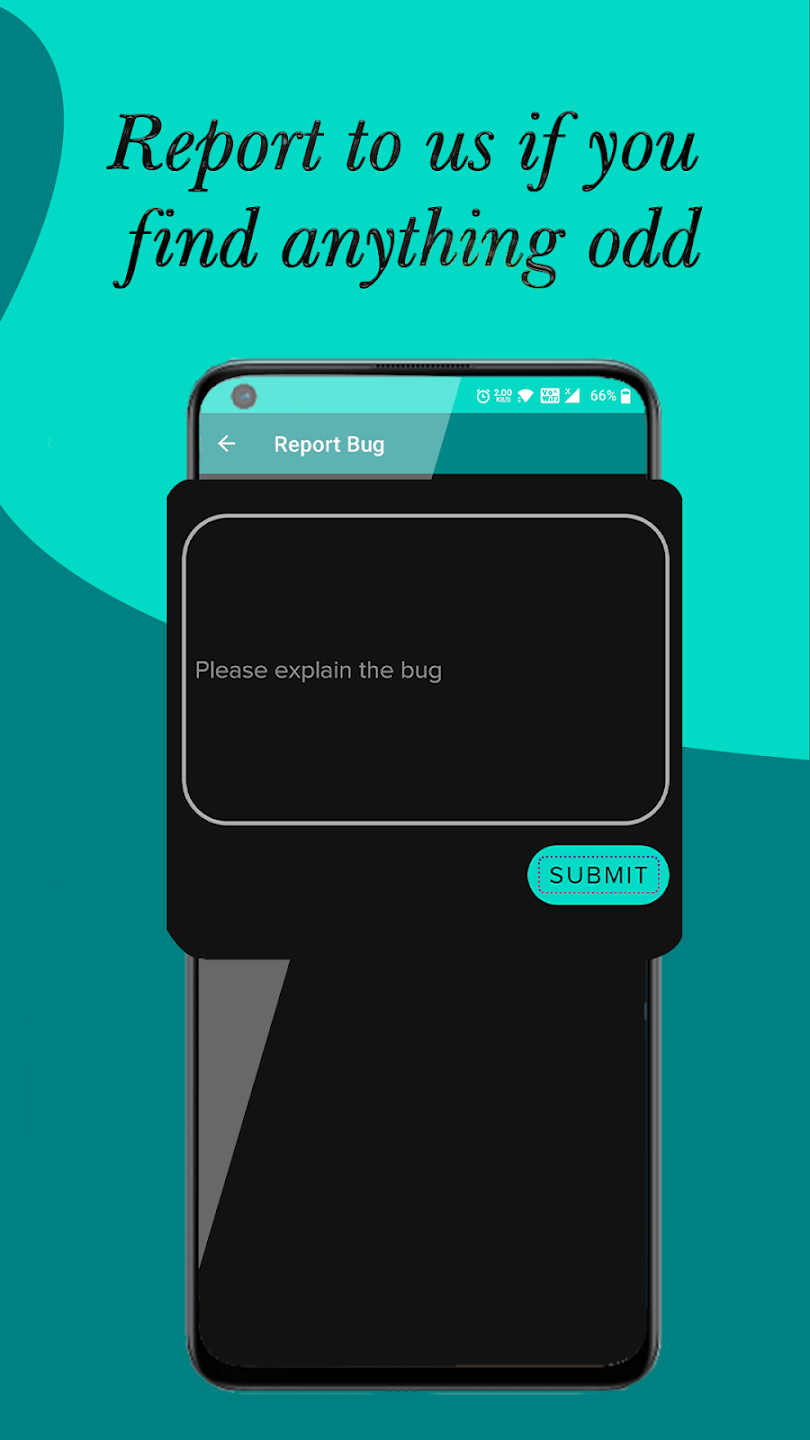 Report to us if you
find anything odd
2.00
KB/S
Vo
WiFi
66%
Report Bug
Please explain the bug
SUBMIT